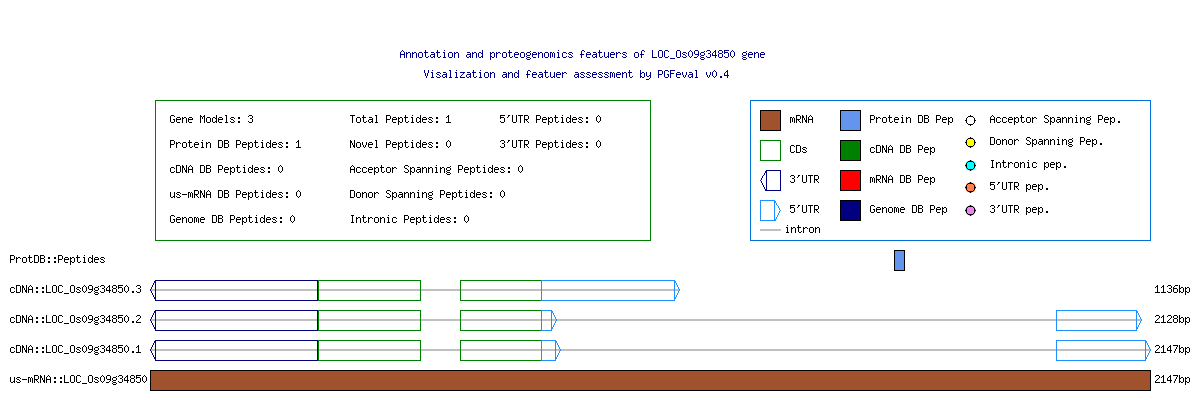 Annotation and proteogenomics featuers of LOC_Os09g34850 gene
Visalization and featuer assessment by PGFeval v0.4
Gene Models: 3 Total Peptides: 1 5'UTR Peptides: 0
Protein DB Peptides: 1 Novel Peptides: 0 3'UTR Peptides: 0
cDNA DB Peptides: 0 Acceptor Spanning Peptides: 0
us-mRNA DB Peptides: 0 Donor Spanning Peptides: 0
Genome DB Peptides: 0 Intronic Peptides: 0
mRNA Protein DB Pep Acceptor Spanning Pep.
CDs cDNA DB Pep Donor Spanning Pep.
3'UTR mRNA DB Pep Intronic pep.
5'UTR Genome DB Pep 5'UTR pep.
intron 3'UTR pep.
ProtDB::Peptides
cDNA::LOC_Os09g34850.3 1136bp
cDNA::LOC_Os09g34850.2 2128bp
cDNA::LOC_Os09g34850.1 2147bp
us-mRNA::LOC_Os09g34850 2147bp